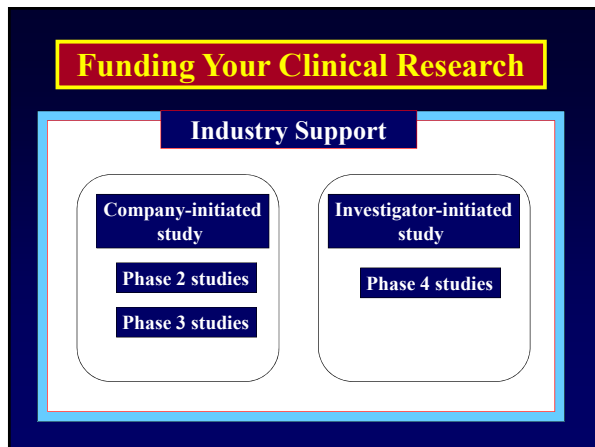 Funding Your Clinical Research
Industry Support
Company-initiated
study
Phase 2 studies
Phase 3 studies
Investigator-initiated
study
Phase 4 studies